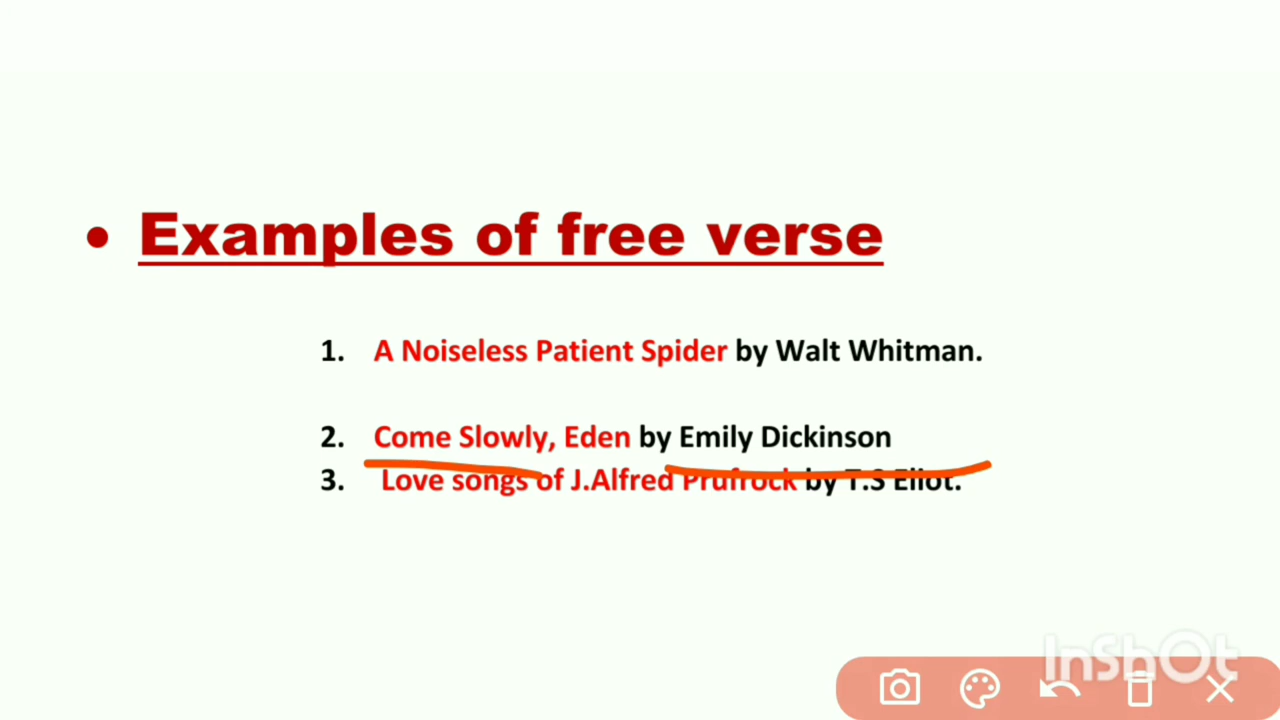 • Examples of free verse
1. A Noiseless Patient Spider by Walt Whitman.
2. Come Slowly, Eden by Emily Dickinson
3. Love songs of J.Alfred Prufrock by T.S Eliot.
InShOt